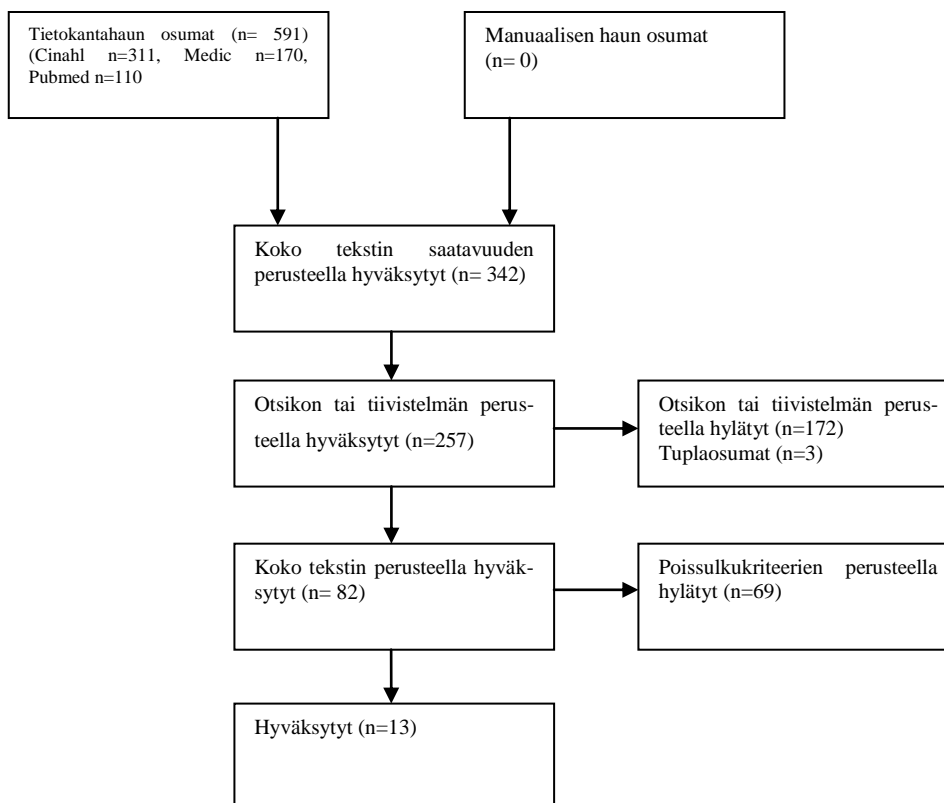 Tietokantahaun osumat (n= 591)
(Cinahl n=311, Medic n=170,
Pubmed n=110
Manuaalisen haun osumat
(n= 0)
Koko tekstin saatavuuden
perusteella hyväksytyt (n= 342)
Otsikon tai tiivistelmän perus-
teella hyväksytyt (n=257)
Otsikon tai tiivistelmän perus-
teella hylätyt (n=172)
Tuplaosumat (n=3)
Koko tekstin perusteella hyväk-
sytyt (n= 82)
Poissulkukriteerien perusteella
hylätyt (n=69)
Hyväksytyt (n=13)